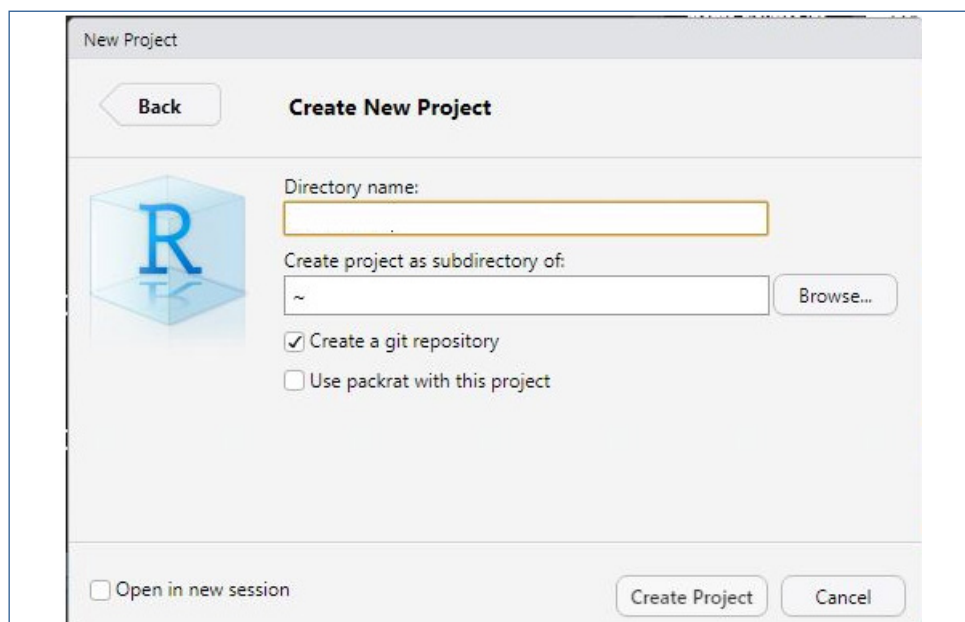 New Project
Back
Create New Project
Directory name:
R
Create project as subdirectory of:
~
Browse...
Create a git repository
Use packrat with this project
Open in new session
Create Project
Cancel